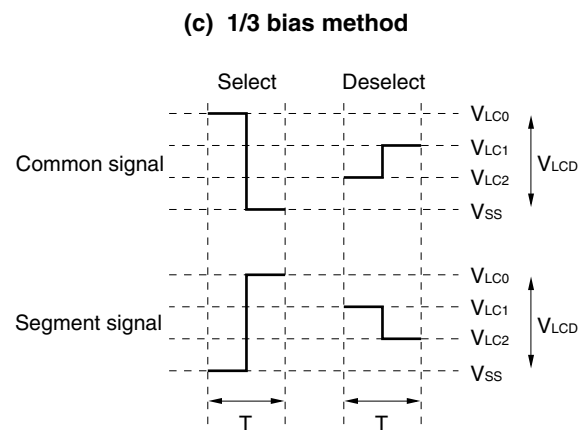 (c) 1/3 bias method
Select Deselect
VLC0
VLC1
Common signal VLCD
VLC2
VSS
VLC0
VLC1
Segment signal VLCD
VLC2
VSS
T T